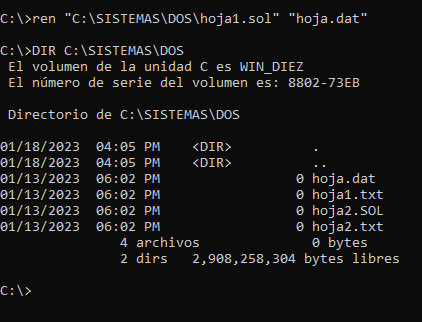 C:\>ren "C:\SISTEMAS\DOS\hoja1.sol" "hoja.dat"
C:\>DIR C:\SISTEMAS\DOS
El volumen de la unidad C es WIN_DIEZ
El número de serie del volumen es: 8802-73EB
Directorio de C:\SISTEMAS\DOS
01/18/2023  04:05 PM    <DIR>          .
01/18/2023  04:05 PM    <DIR>          ..
01/13/2023  06:02 PM                 0 hoja.dat
01/13/2023  06:02 PM                 0 hoja1.txt
01/13/2023  06:02 PM                 0 hoja2.SOL
01/13/2023  06:02 PM                 0 hoja2.txt
4 archivos              0 bytes
2 dirs   2,908,258,304 bytes libres
C:\>